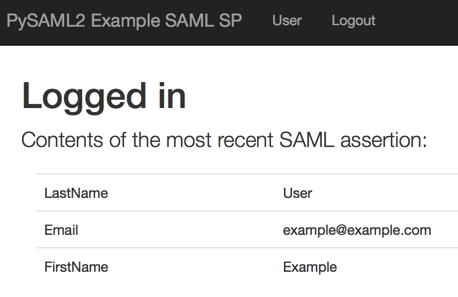 PySAML2 Example SAML SP User Logout
Logged in
Contents of the most recent SAML assertion:
LastName User
Email example@example.com
FirstName Example